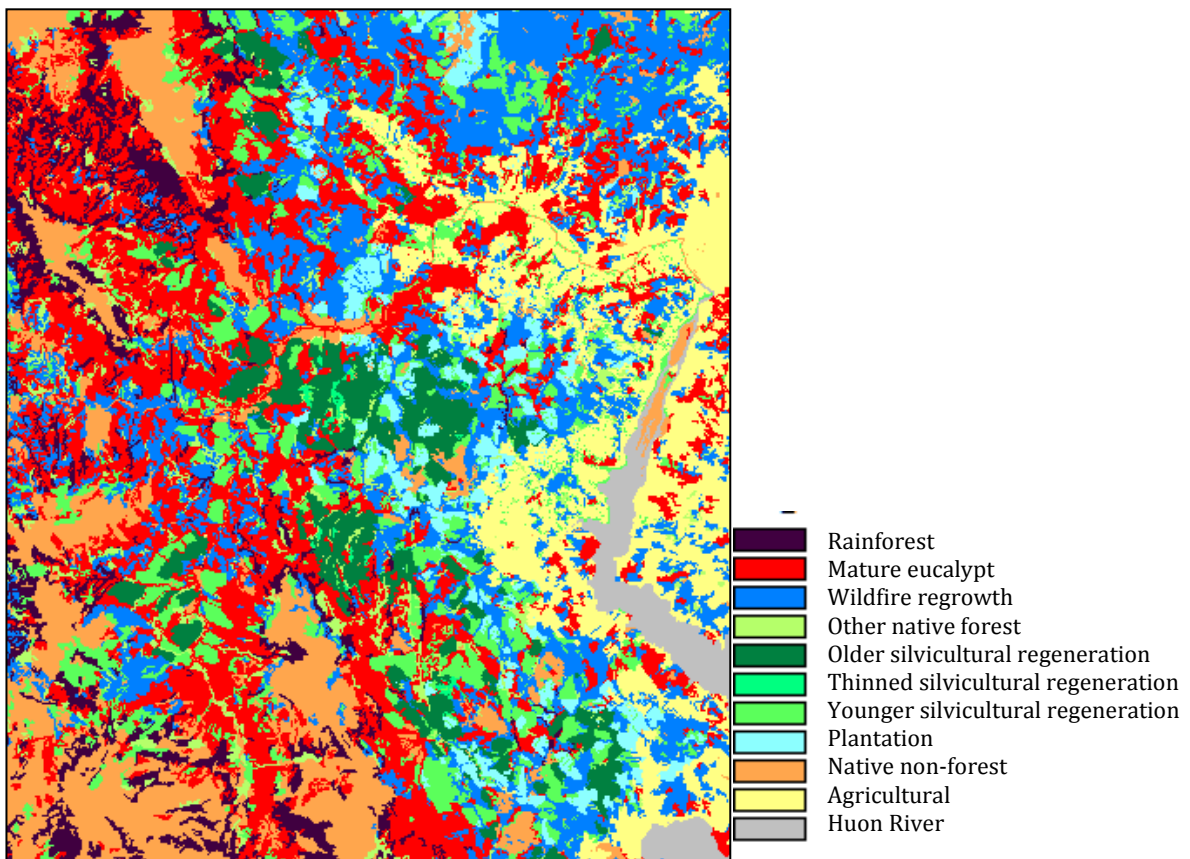 Rainforest
Mature eucalypt
Wildfire regrowth
Other native forest
Older silvicultural regeneration
Thinned silvicultural regeneration
Younger silvicultural regeneration
Plantation
Native non-forest
Agricultural
Huon River